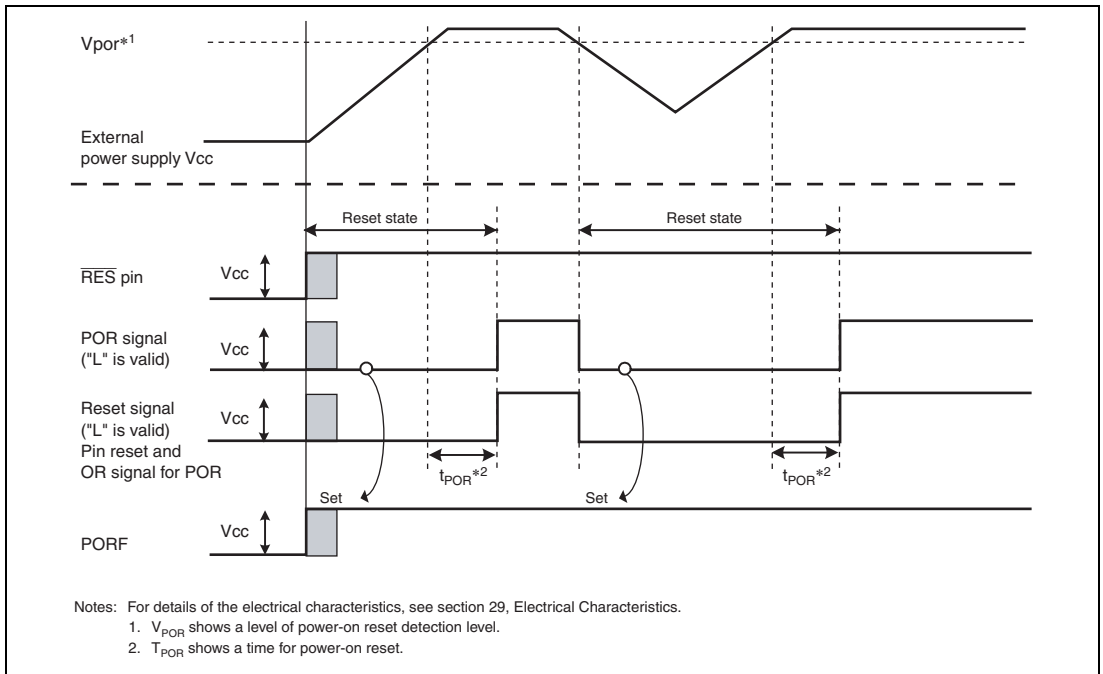 Vpor*1
External
power supply Vcc
Reset state
Reset state
RES pin
Vcc
POR signal
("L" is valid)
Vcc
Reset signal
("L" is valid)
Pin reset and
OR signal for POR
Vcc
tPOR*2
tPOR*2
Set
Set
PORF
Vcc
Notes: For details of the electrical characteristics, see section 29, Electrical Characteristics.
1. VPOR shows a level of power-on reset detection level.
2. TPOR shows a time for power-on reset.